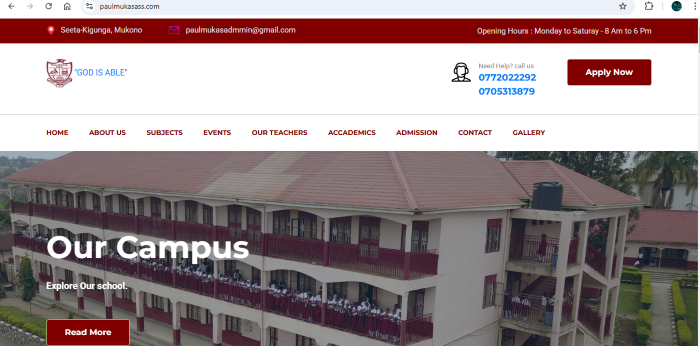 paulmukasass.com
Seeta-Kigunga, Mukono
paulmukasadmmin@gmail.com
Opening Hours : Monday to Saturay - 8 Am to 6 Pm
"GOD IS ABLE"
Need Help? call us
0772022292
0705313879
Apply Now
HOME ABOUT US SUBJECTS EVENTS OUR TEACHERS ACCADEMICS ADMISSION CONTACT GALLERY
Our Campus
Explore Our school.
Read More